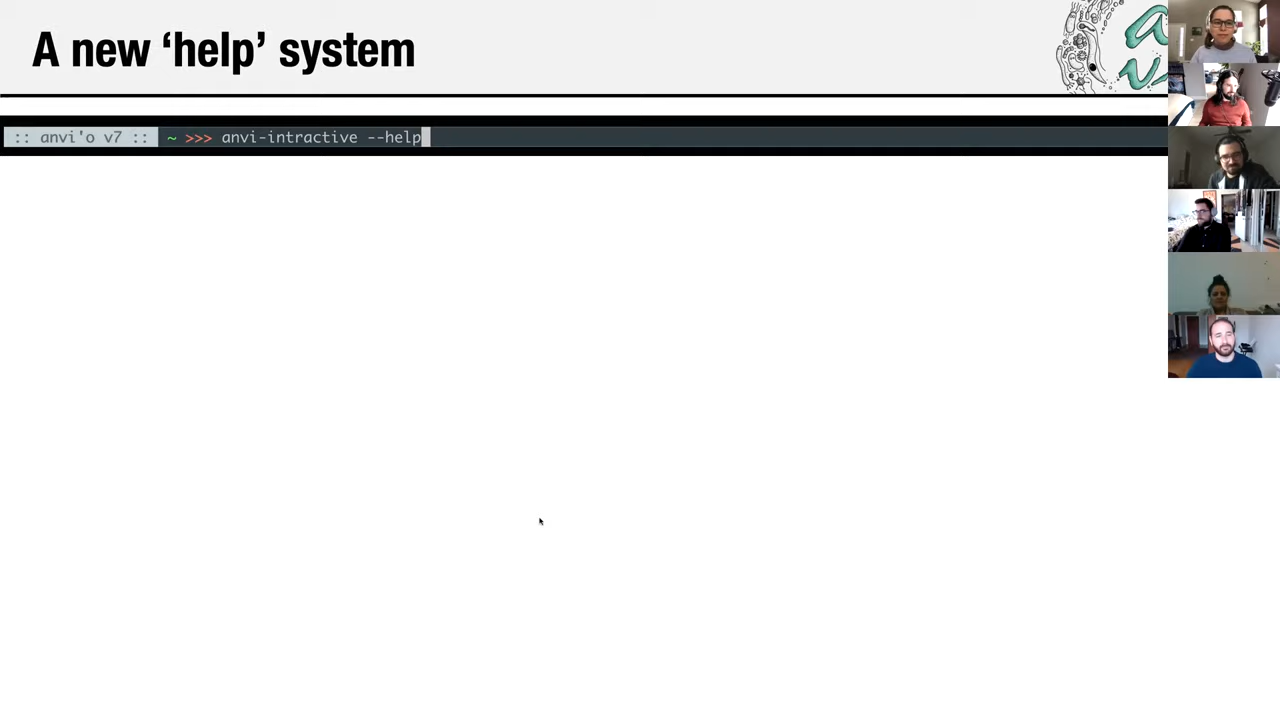 A new ‘help’ system
:: anvi'o v7 :: ~ >>> anvi-intractive --help